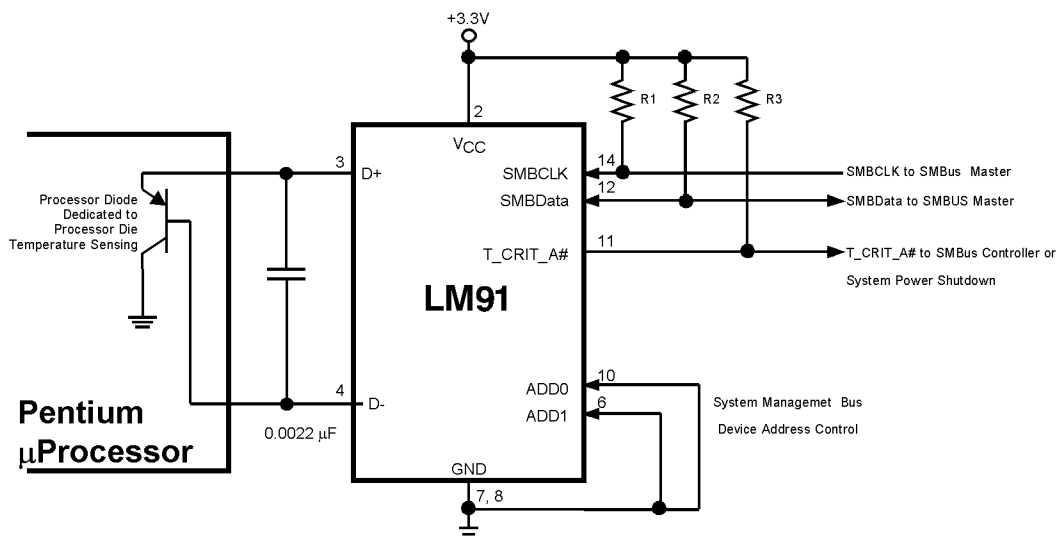 +3.3V
R1
R2
R3
2
VCC
3
D+
Processor Diode
Dedicated to
Processor Die
Temperature Sensing
SMBCLK
14
SMBCLK to SMBus Master
SMBData
12
SMBData to SMBUS Master
T_CRIT_A#
11
T_CRIT_A# to SMBus Controller or
System Power Shutdown
LM91
4
D-
0.0022 μF
Pentium
μProcessor
ADD0
10
ADD1
6
System Managemet Bus
Device Address Control
GND
7, 8